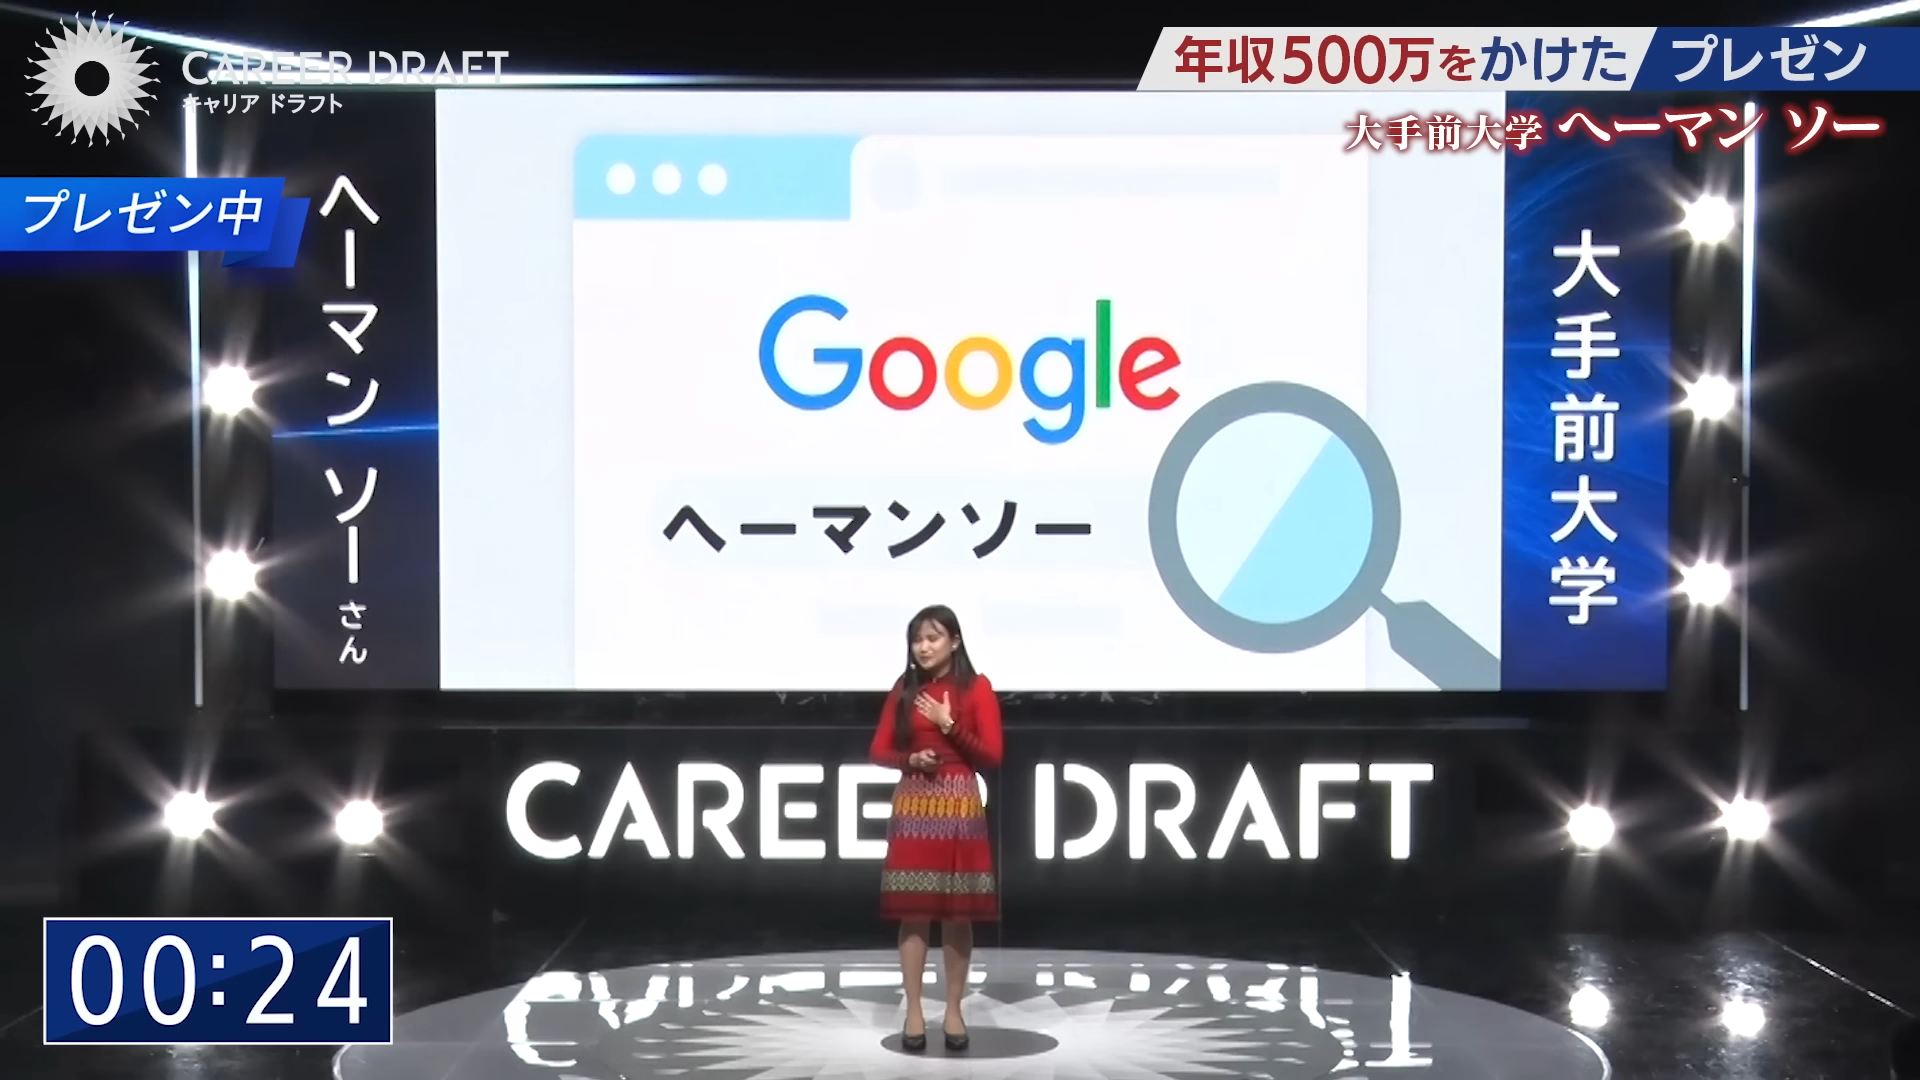 CAREER DRAFT
キャリア ドラフト
年収500万をかけた プレゼン
大手前大学 ヘーマン ソー
プレゼン中
ヘーマン ソーさん
Google
ヘーマンソー
大手前大学
CAREER DRAFT
00:24